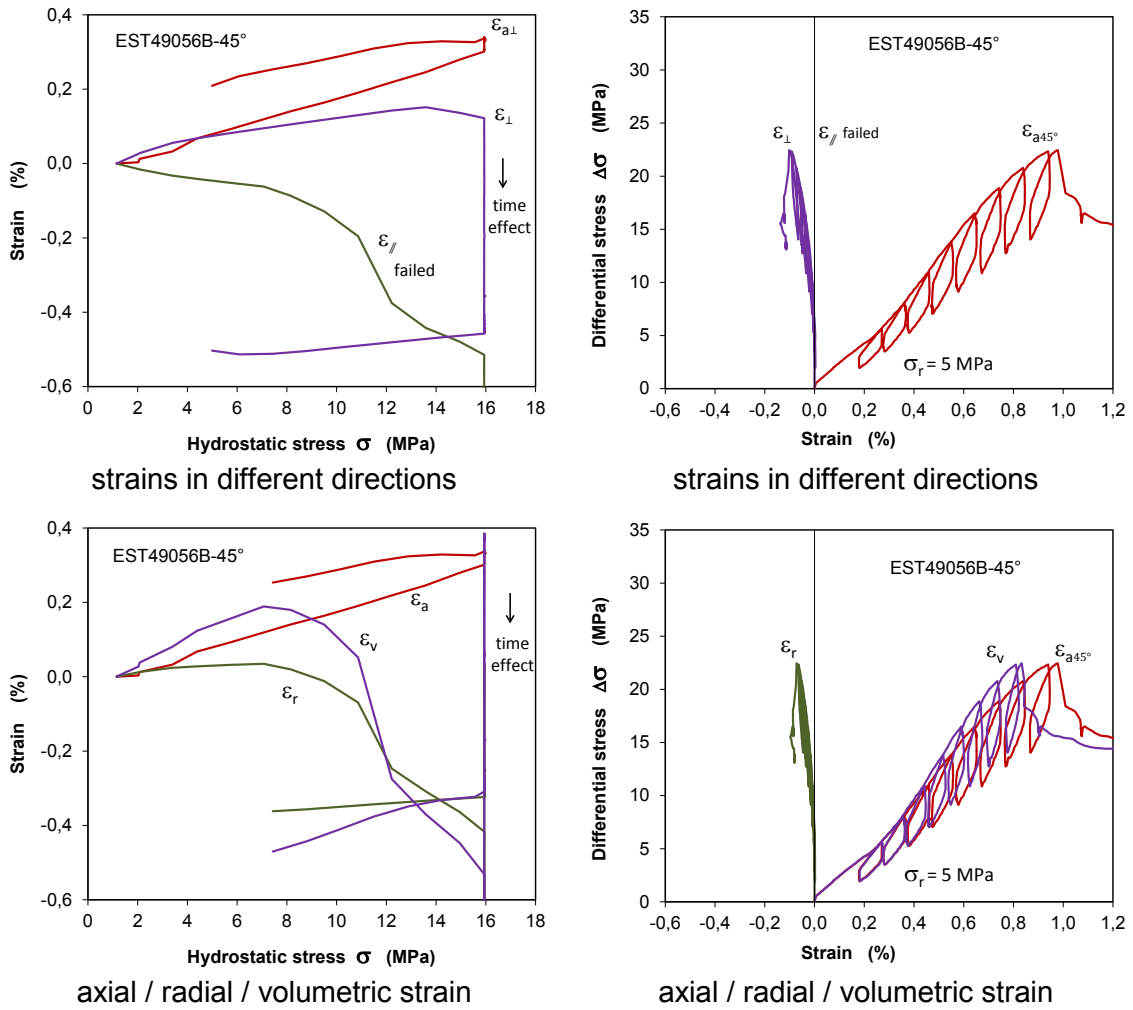 0,4
0,2
0,0
-0,2
-0,4
-0,6
Strain (%)
EST49056B-45°
εa⊥
ε⊥
time
effect
ε// failed
0 2 4 6 8 10 12 14 16 18
Hydrostatic stress σ (MPa)
strains in different directions
35
30
25
20
15
10
5
0
Differential stress Δσ (MPa)
EST49056B-45°
ε⊥
ε// failed
εa45°
σr = 5 MPa
-0,6 -0,4 -0,2 0,0 0,2 0,4 0,6 0,8 1,0 1,2
Strain (%)
strains in different directions
0,4
0,2
0,0
-0,2
-0,4
-0,6
Strain (%)
EST49056B-45°
εa
εv
εr
time
effect
0 2 4 6 8 10 12 14 16 18
Hydrostatic stress σ (MPa)
axial / radial / volumetric strain
35
30
25
20
15
10
5
0
Differential stress Δσ (MPa)
EST49056B-45°
εr
εv
εa45°
σr = 5 MPa
-0,6 -0,4 -0,2 0,0 0,2 0,4 0,6 0,8 1,0 1,2
Strain (%)
axial / radial / volumetric strain